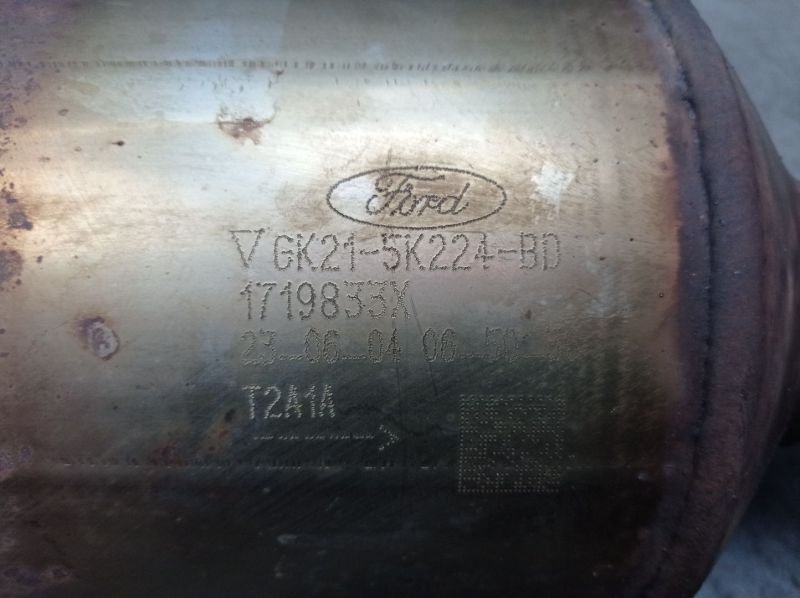 Ford
GK21-5K224-BD
1719833X
23-06-04 06-50
T2A1A